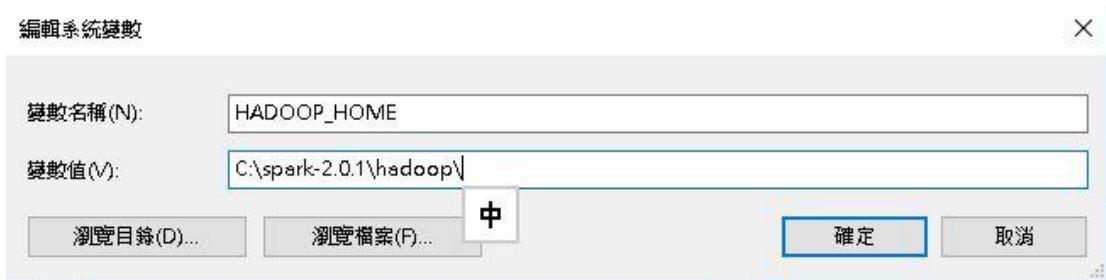 編輯系統變數
變數名稱(N): HADOOP_HOME
變數值(V): C:\spark-2.0.1\hadoop\
中
瀏覽目錄(D)... 瀏覽檔案(F)... 確定 取消